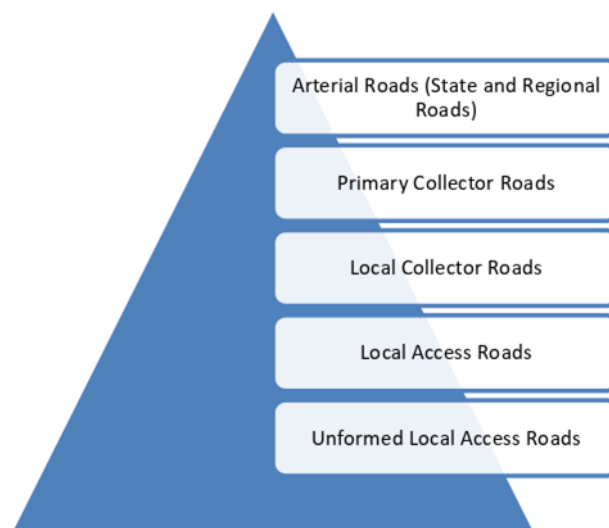 Arterial Roads (State and Regional
Roads)
Primary Collector Roads
Local Collector Roads
Local Access Roads
Unformed Local Access Roads